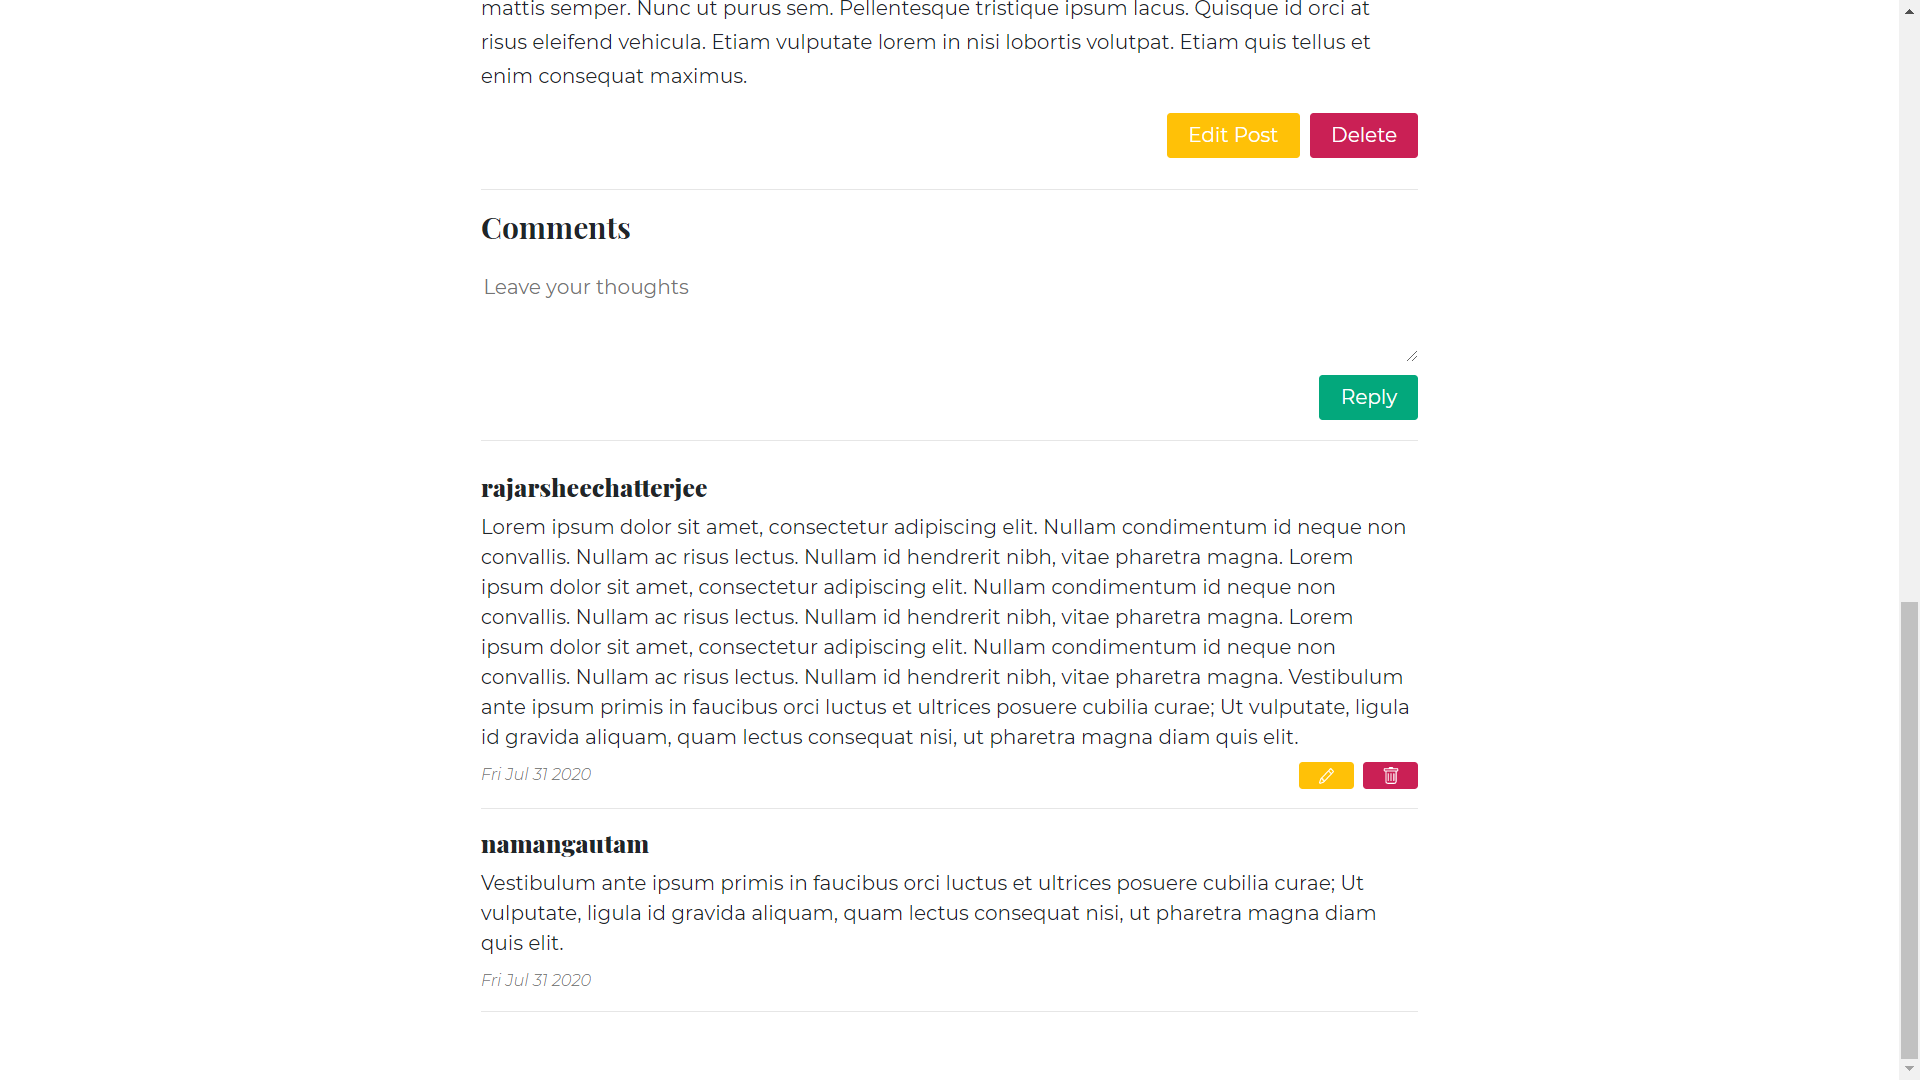 mattis semper. Nunc ut purus sem. Pellentesque tristique ipsum lacus. Quisque id orci at
risus eleifend vehicula. Etiam vulputate lorem in nisi lobortis volutpat. Etiam quis tellus et
enim consequat maximus.
Edit Post Delete
Comments
Leave your thoughts
Reply
rajarsheechatterjee
Lorem ipsum dolor sit amet, consectetur adipiscing elit. Nullam condimentum id neque non
convallis. Nullam ac risus lectus. Nullam id hendrerit nibh, vitae pharetra magna. Lorem
ipsum dolor sit amet, consectetur adipiscing elit. Nullam condimentum id neque non
convallis. Nullam ac risus lectus. Nullam id hendrerit nibh, vitae pharetra magna. Lorem
ipsum dolor sit amet, consectetur adipiscing elit. Nullam condimentum id neque non
convallis. Nullam ac risus lectus. Nullam id hendrerit nibh, vitae pharetra magna. Vestibulum
ante ipsum primis in faucibus orci luctus et ultrices posuere cubilia curae; Ut vulputate, ligula
id gravida aliquam, quam lectus consequat nisi, ut pharetra magna diam quis elit.
Fri Jul 31 2020
namangautam
Vestibulum ante ipsum primis in faucibus orci luctus et ultrices posuere cubilia curae; Ut
vulputate, ligula id gravida aliquam, quam lectus consequat nisi, ut pharetra magna diam
quis elit.
Fri Jul 31 2020